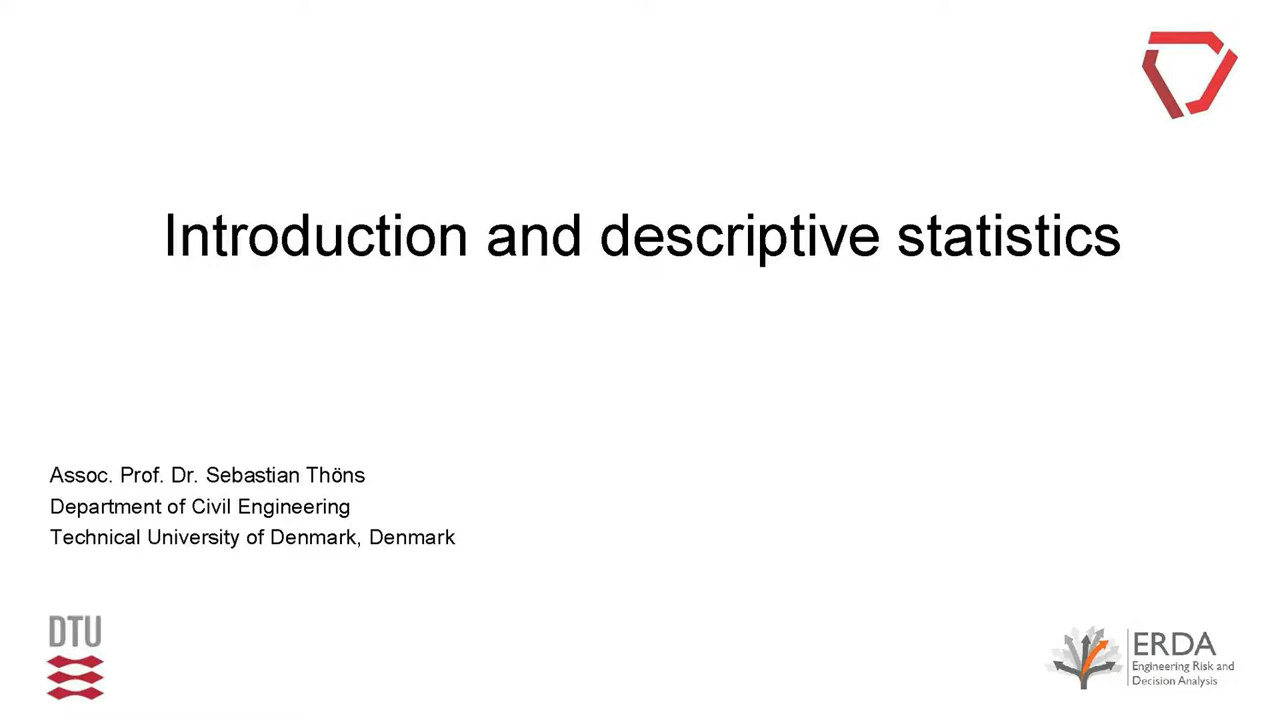 Introduction and descriptive statistics
Assoc. Prof. Dr. Sebastian Thöns
Department of Civil Engineering
Technical University of Denmark, Denmark
DTU
ERDA
Engineering Risk and
Decision Analysis